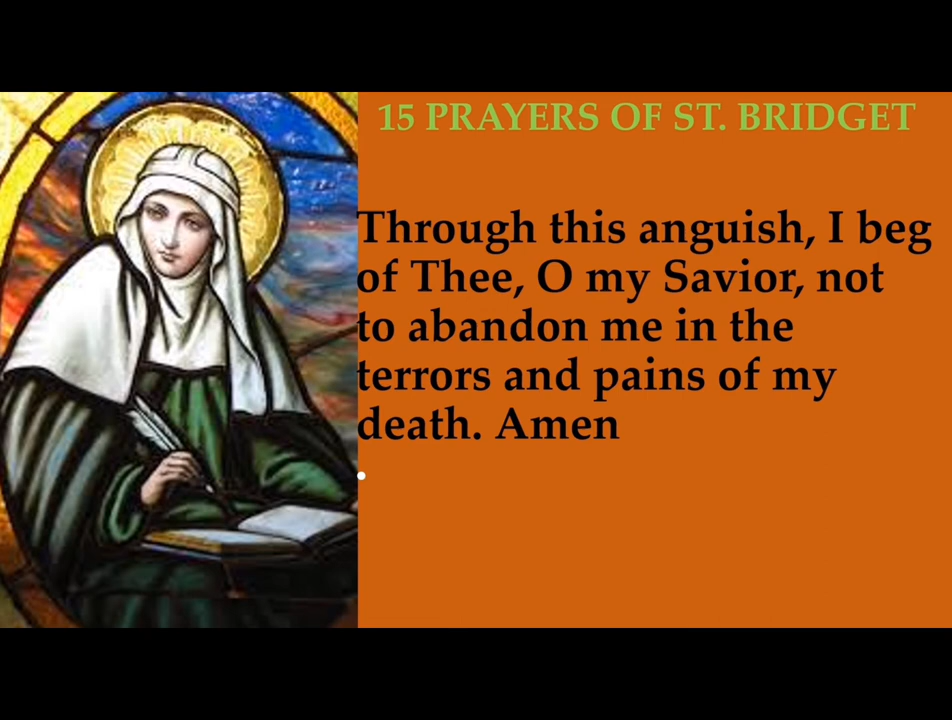 15 PRAYERS OF ST. BRIDGET
Through this anguish, I beg
of Thee, O my Savior, not
to abandon me in the
terrors and pains of my
death. Amen